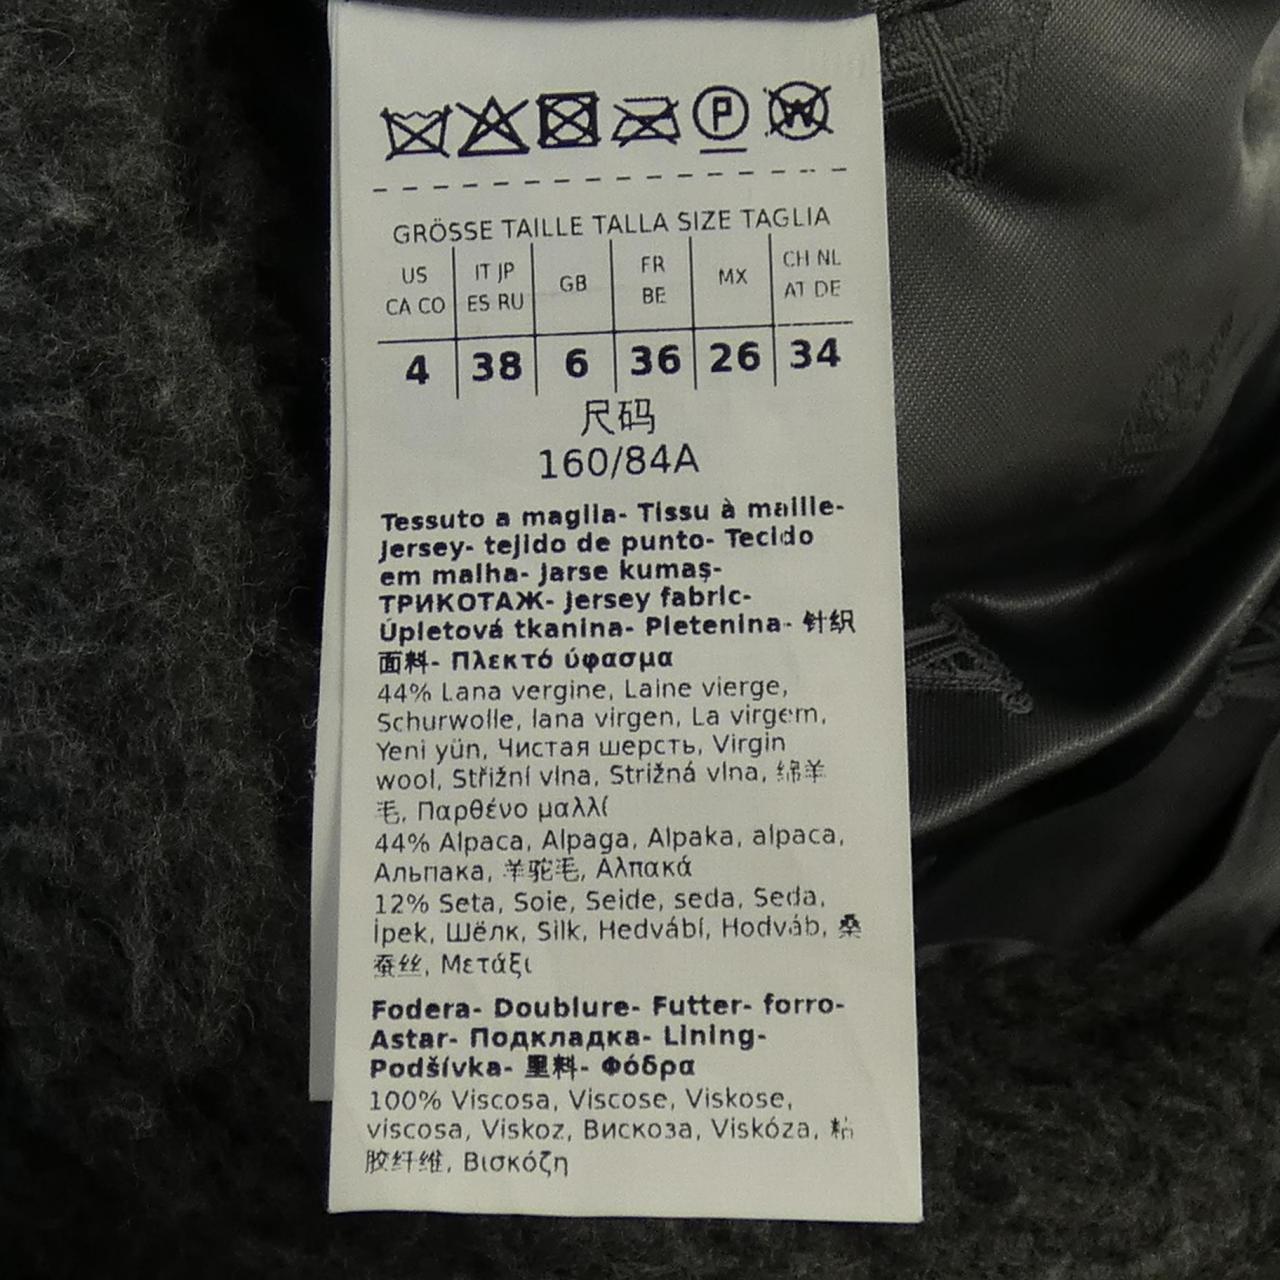 P
W
GRÖSSE TAILLE TALLA SIZE TAGLIA
US CA CO IT JP ES RU GB FR BE MX CH NL AT DE
4 38 6 36 26 34
尺码
160/84A
Tessuto a maglia- Tissu à maille-
Jersey- tejido de punto- Tecido
em malha- Jarse kumaş-
ТРИКОТАЖ- Jersey fabric-
Úpletová tkanina- Pletenina- 针织
面料- Πλεκτό ύφασμα
44% Lana vergine, Laine vierge,
Schurwolle, lana virgen, La virgem,
Yeni yün, Чистая шерсть, Virgin
wool, Střižní vlna, Strižná vlna, 绵羊
毛, Παρθένο μαλλί
44% Alpaca, Alpaga, Alpaka, alpaca,
Альпака, 羊驼毛, Αλπακά
12% Seta, Soie, Seide, seda, Seda,
İpek, Шёлк, Silk, Hedvábí, Hodváb, 桑
蚕丝, Μετάξι
Fodera- Doublure- Futter- forro-
Astar- Подкладка- Lining-
Podšívka- 里料- Φόδρα
100% Viscosa, Viscose, Viskose,
viscosa, Viskoz, Вискоза, Viskóza, 粘
胶纤维, Βισκόζη